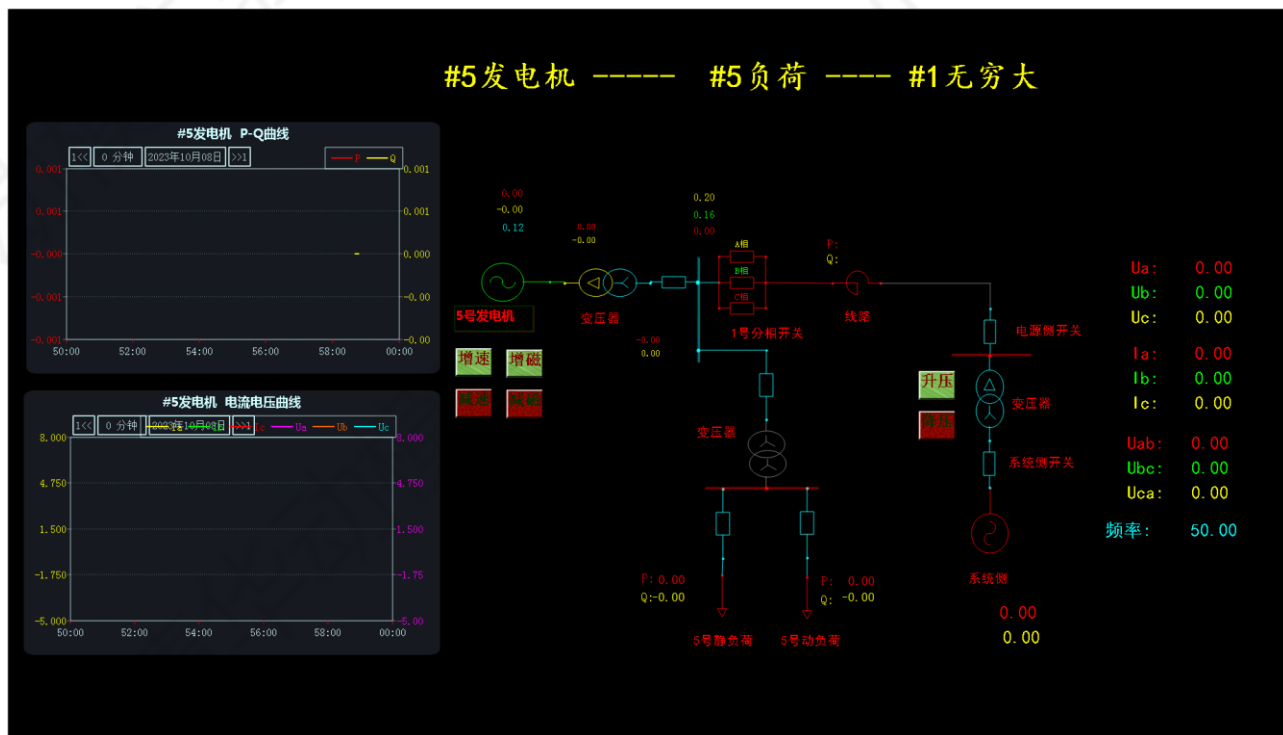 #5发电机 ----- #5负荷 ---- #1无穷大
#5发电机 P-Q曲线
1<< 0 分钟 2023年10月08日 >>1
P Q
0.001 0.001
0.001 0.001
-0.000 0.000
-0.001 -0.00
-0.001 -0.00
50:00 52:00 54:00 56:00 58:00 00:00
#5发电机 电流电压曲线
1<< 0 分钟 2023年10月08日 >>1
Ic Ua Ub Uc
8.000 8.000
4.750 4.750
1.500 1.500
-1.750 -1.75
-5.000 -5.00
50:00 52:00 54:00 56:00 58:00 00:00
0.00
-0.00
0.12
0.00
-0.00
0.20
0.16
0.00
A相
B相
C相
P:
Q:
5号发电机
变压器
1号分相开关
线路
电源侧开关
增速 增磁
减速 减磁
-0.00
0.00
升压
降压
变压器
变压器
系统侧开关
系统侧
P: 0.00
Q:-0.00
P: 0.00
Q: -0.00
5号静负荷
5号动负荷
0.00
0.00
Ua: 0.00
Ub: 0.00
Uc: 0.00
Ia: 0.00
Ib: 0.00
Ic: 0.00
Uab: 0.00
Ubc: 0.00
Uca: 0.00
频率: 50.00